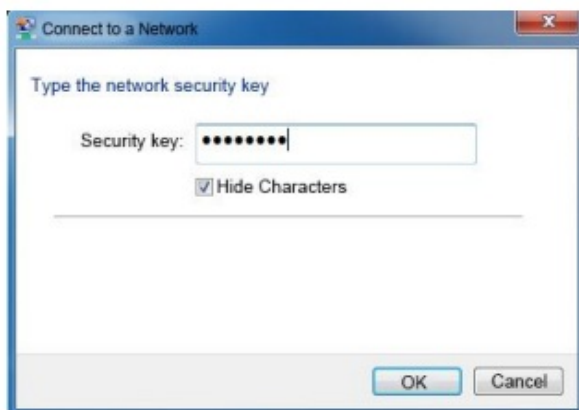 Connect to a Network
Type the network security key
Security key: ••••••••
Hide Characters
OK Cancel